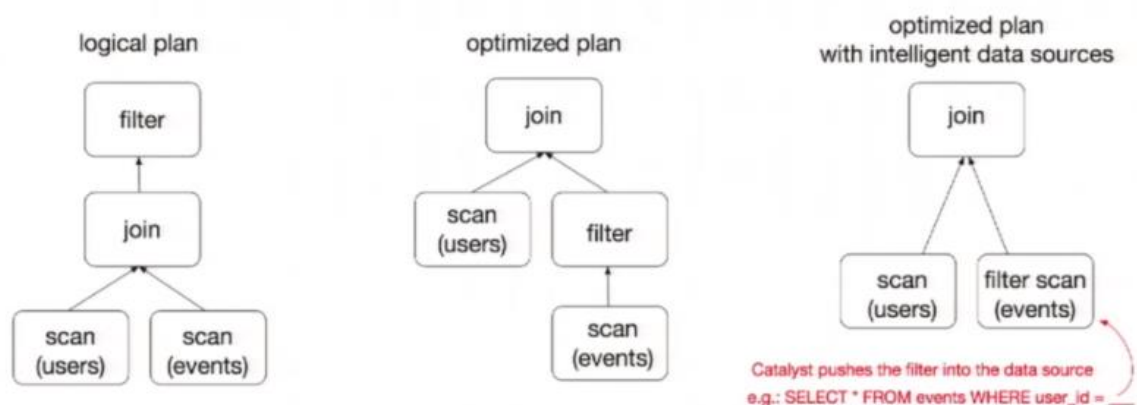 logical plan
filter
join
scan
(users)
scan
(events)
optimized plan
join
scan
(users)
filter
scan
(events)
optimized plan
with intelligent data sources
join
scan
(users)
filter scan
(events)
Catalyst pushes the filter into the data source
e.g.: SELECT * FROM events WHERE user_id = ___